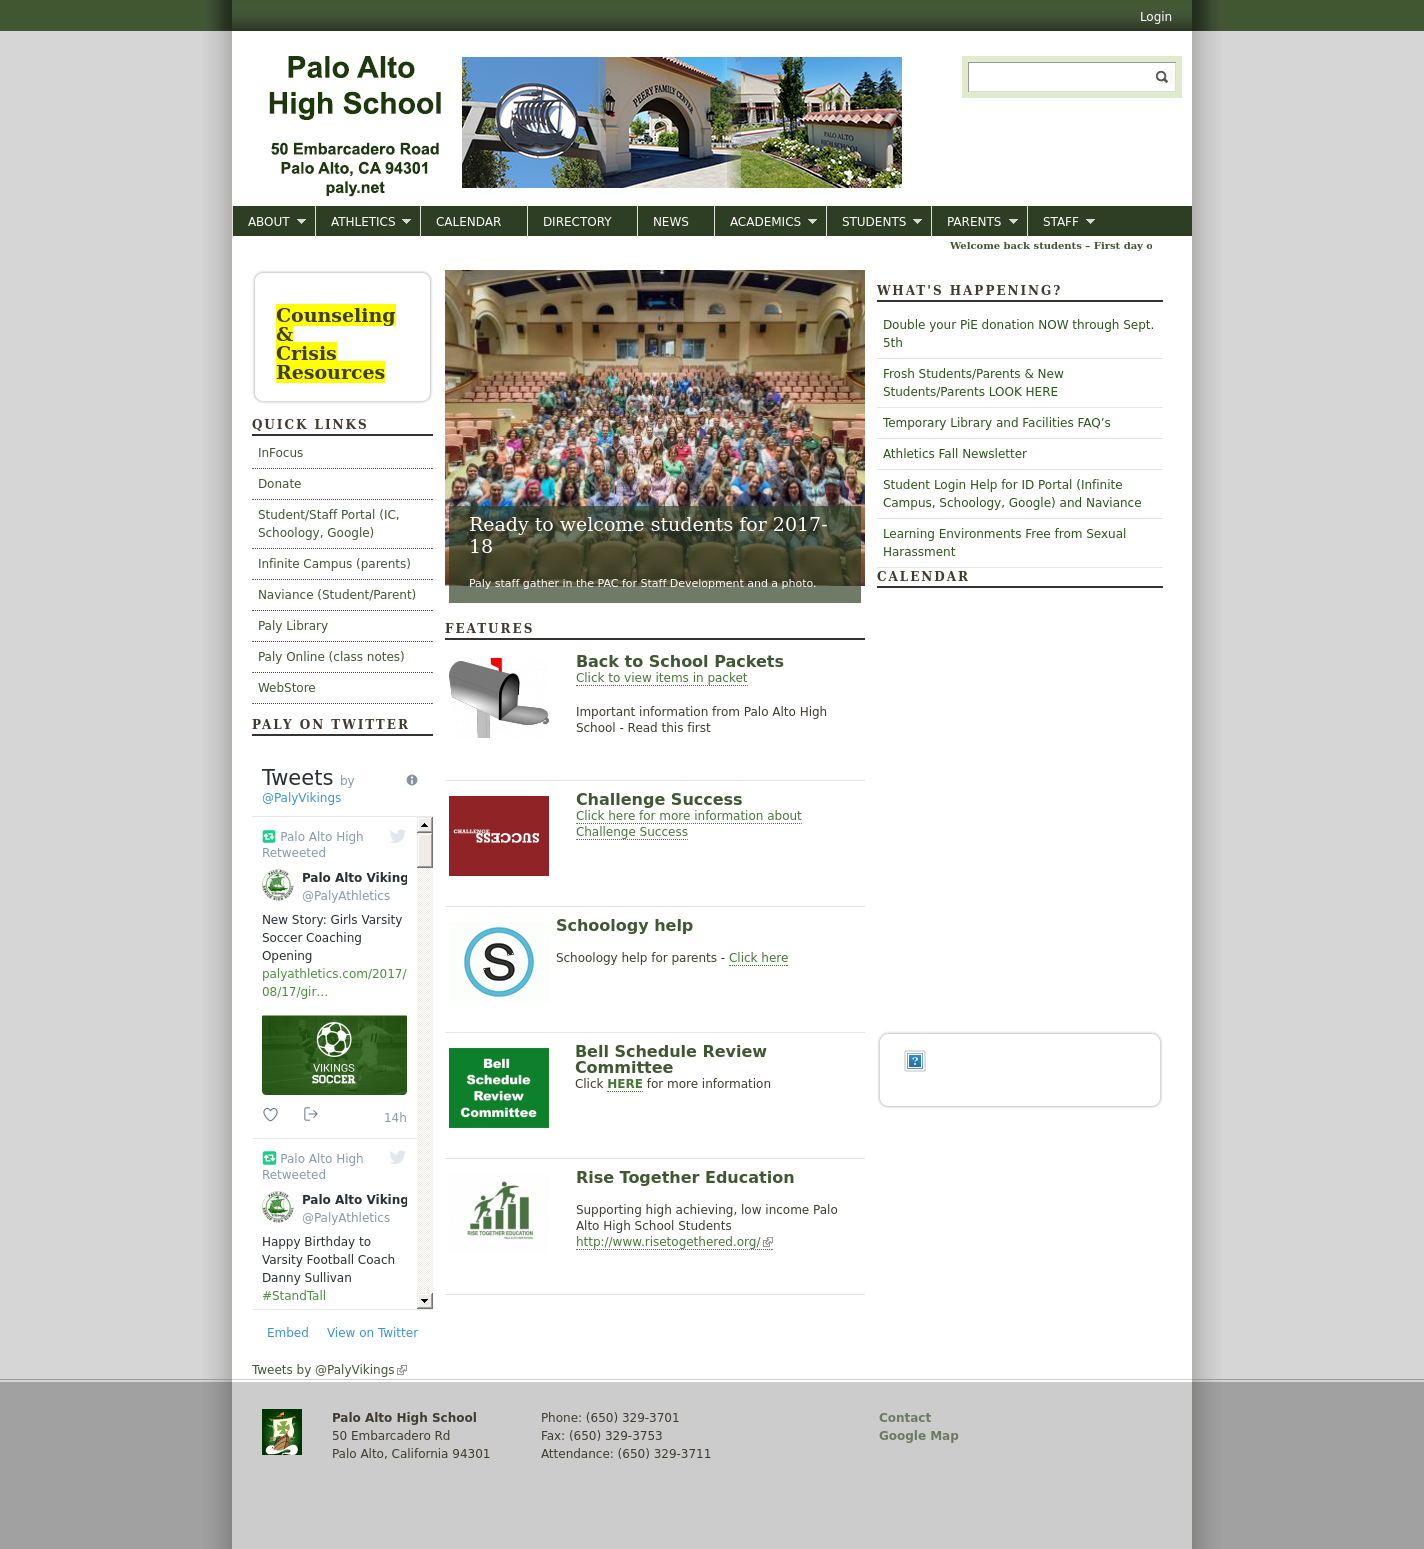 Login
Palo Alto
High School
50 Embarcadero Road
Palo Alto, CA 94301
paly.net
PEERY FAMILY CENTER
PALO ALTO
HIGH SCHOOL
ABOUT ATHLETICS CALENDAR DIRECTORY NEWS ACADEMICS STUDENTS PARENTS STAFF
Welcome back students – First day o
Counseling
&
Crisis
Resources
QUICK LINKS
InFocus
Donate
Student/Staff Portal (IC,
Schoology, Google)
Infinite Campus (parents)
Naviance (Student/Parent)
Paly Library
Paly Online (class notes)
WebStore
PALY ON TWITTER
Tweets by
@PalyVikings
Palo Alto High
Retweeted
Palo Alto Viking
@PalyAthletics
New Story: Girls Varsity
Soccer Coaching
Opening
palyathletics.com/2017/
08/17/gir…
VIKINGS
SOCCER
14h
Palo Alto High
Retweeted
Palo Alto Viking
@PalyAthletics
Happy Birthday to
Varsity Football Coach
Danny Sullivan
#StandTall
Embed View on Twitter
Tweets by @PalyVikings
Ready to welcome students for 2017-
18
Paly staff gather in the PAC for Staff Development and a photo.
FEATURES
Back to School Packets
Click to view items in packet
Important information from Palo Alto High
School - Read this first
CHALLENGE
SUCCESS
Challenge Success
Click here for more information about
Challenge Success
S
Schoology help
Schoology help for parents - Click here
Bell
Schedule
Review
Committee
Bell Schedule Review
Committee
Click HERE for more information
RISE TOGETHER EDUCATION
Rise Together Education
Supporting high achieving, low income Palo
Alto High School Students
http://www.risetogethered.org/
WHAT'S HAPPENING?
Double your PiE donation NOW through Sept.
5th
Frosh Students/Parents & New
Students/Parents LOOK HERE
Temporary Library and Facilities FAQ’s
Athletics Fall Newsletter
Student Login Help for ID Portal (Infinite
Campus, Schoology, Google) and Naviance
Learning Environments Free from Sexual
Harassment
CALENDAR
?
Palo Alto High School
50 Embarcadero Rd
Palo Alto, California 94301
Phone: (650) 329-3701
Fax: (650) 329-3753
Attendance: (650) 329-3711
Contact
Google Map